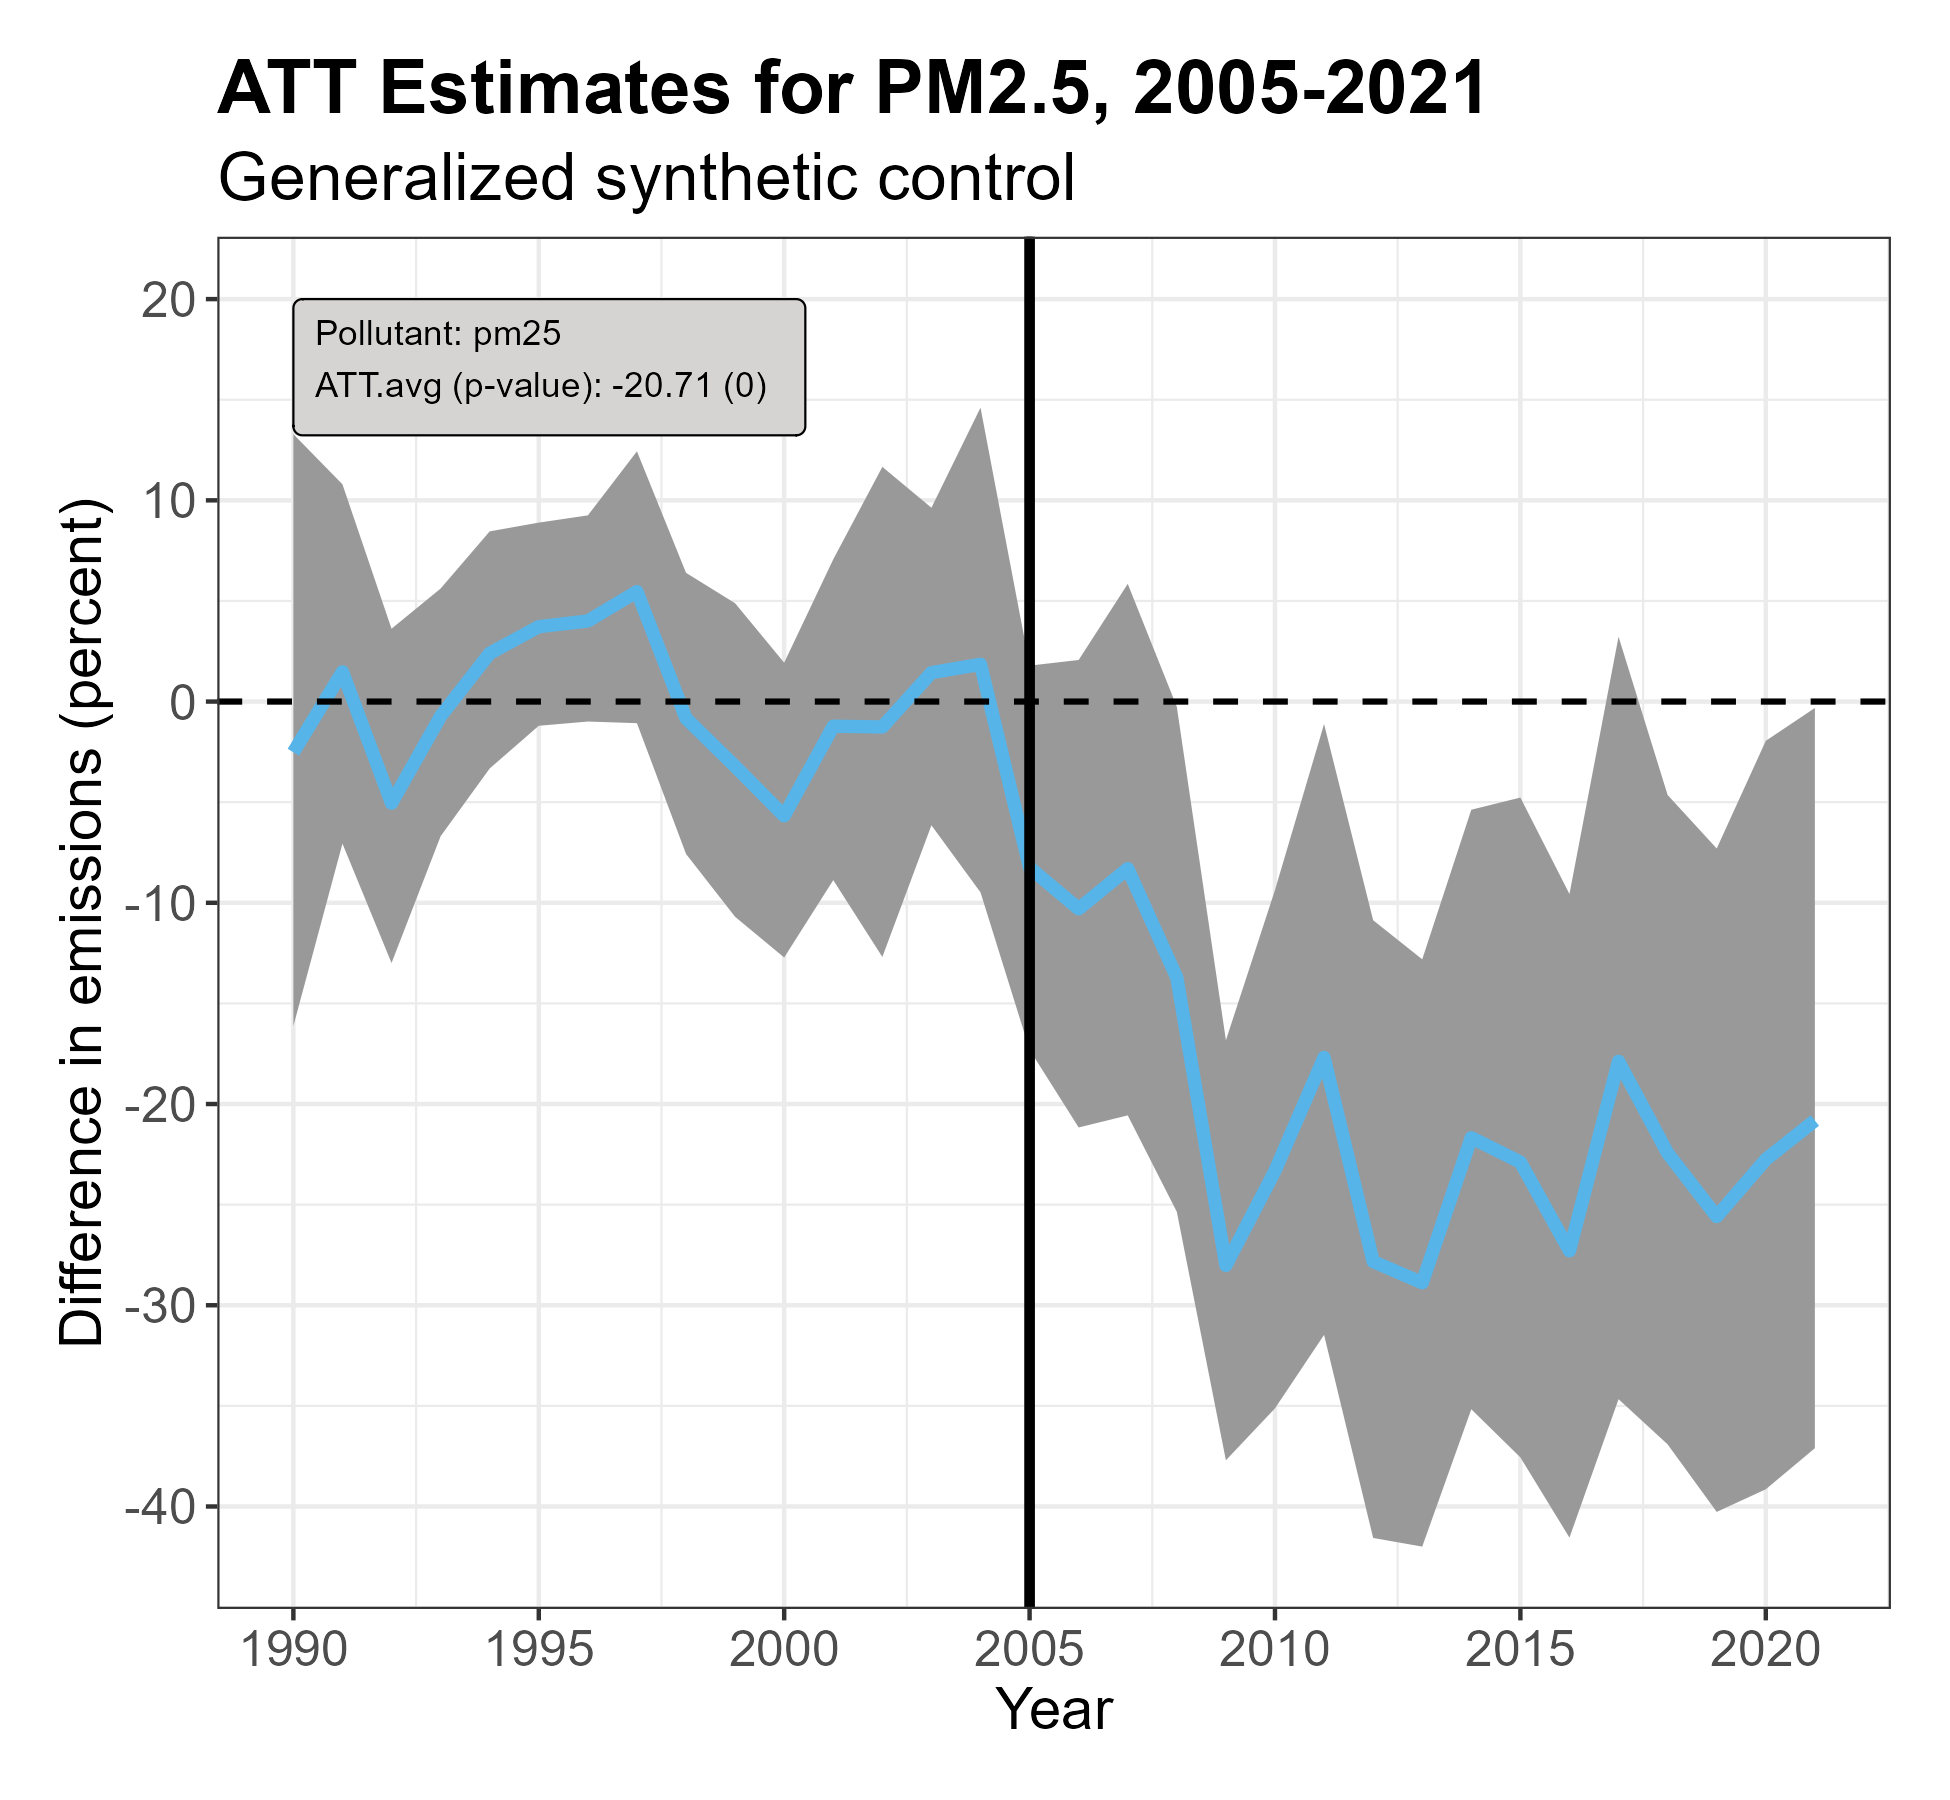 ATT Estimates for PM2.5, 2005-2021
Generalized synthetic control
Pollutant: pm25
ATT.avg (p-value): -20.71 (0)
Difference in emissions (percent)
20
10
0
-10
-20
-30
-40
1990 1995 2000 2005 2010 2015 2020
Year